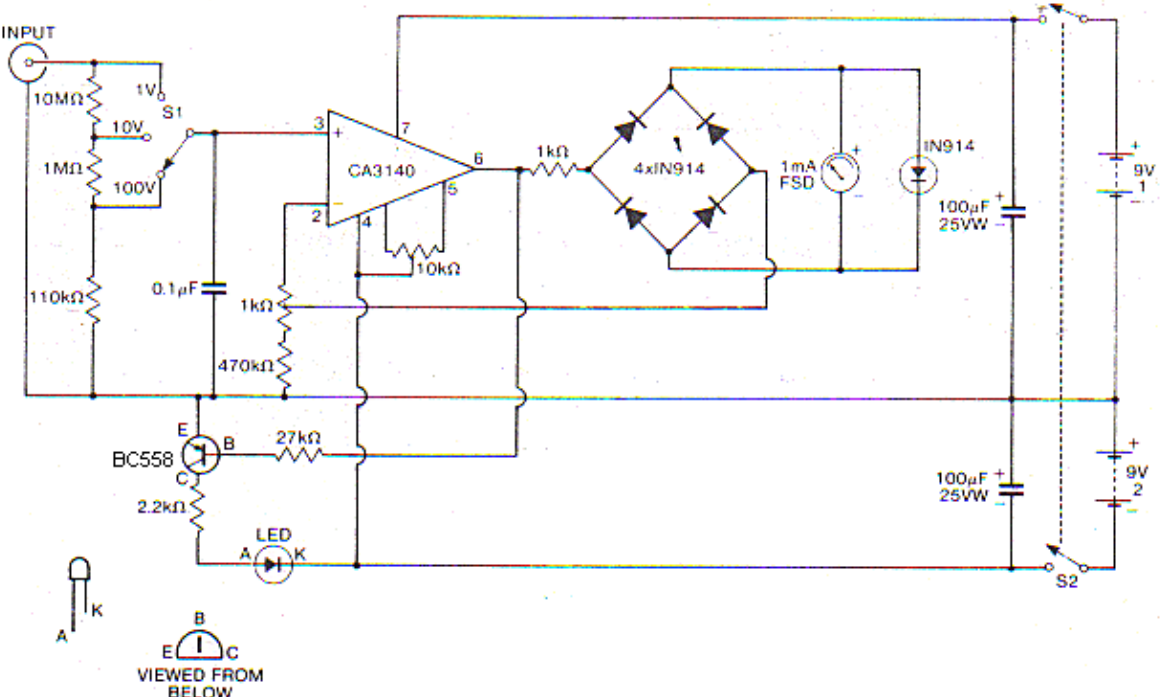 INPUT
10MΩ
1V
S1
10V
1MΩ
100V
110kΩ
0.1µF
3
+
7
CA3140
6
2
−
4
5
10kΩ
1kΩ
470kΩ
1kΩ
4xIN914
1mA
FSD
+
−
IN914
100µF
25VW
+
−
+
9V
1
−
E
B
BC558
C
27kΩ
2.2kΩ
LED
A
K
100µF
25VW
+
−
+
9V
2
−
S2
K
A
B
E
C
VIEWED FROM
BELOW